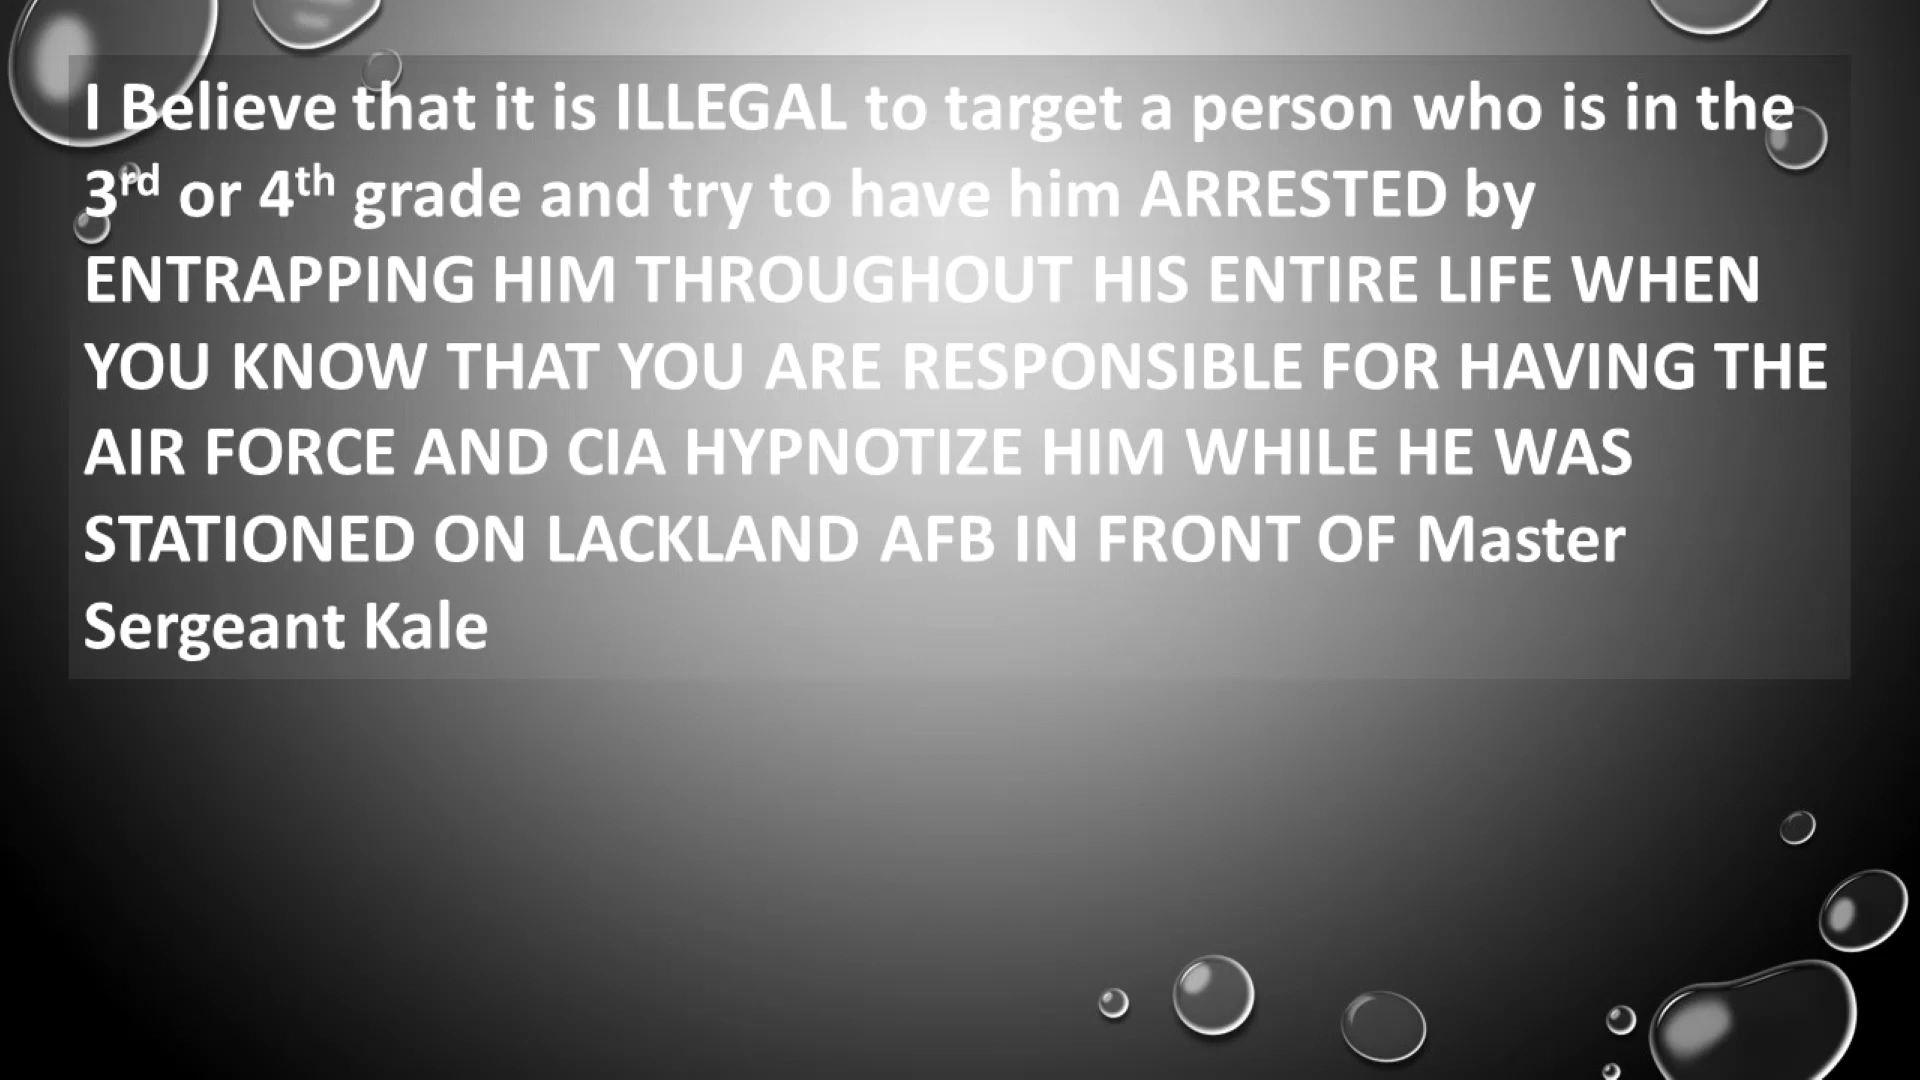 I Believe that it is ILLEGAL to target a person who is in the
3rd or 4th grade and try to have him ARRESTED by
ENTRAPPING HIM THROUGHOUT HIS ENTIRE LIFE WHEN
YOU KNOW THAT YOU ARE RESPONSIBLE FOR HAVING THE
AIR FORCE AND CIA HYPNOTIZE HIM WHILE HE WAS
STATIONED ON LACKLAND AFB IN FRONT OF Master
Sergeant Kale